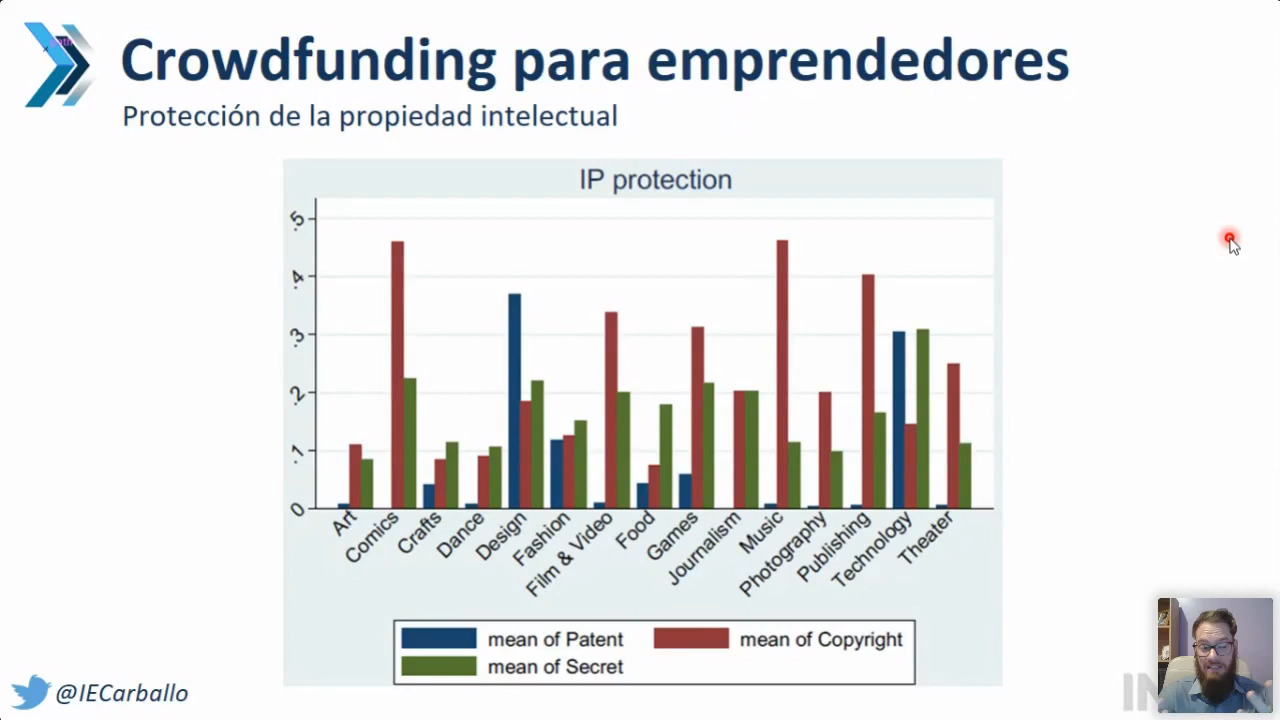 Crowdfunding para emprendedores
Protección de la propiedad intelectual
IP protection
.5
.4
.3
.2
.1
0
Art
Comics
Crafts
Dance
Design
Fashion
Film & Video
Food
Games
Journalism
Music
Photography
Publishing
Technology
Theater
mean of Patent
mean of Copyright
mean of Secret
@IECarballo